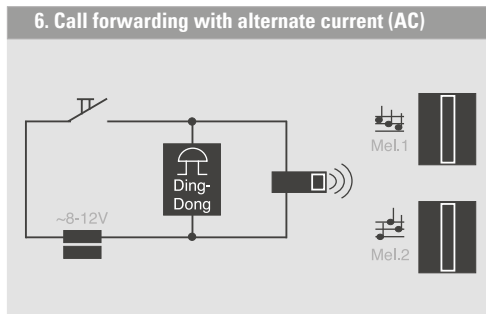 6. Call forwarding with alternate current (AC)
Mel.1
Ding-
Dong
~8-12V
Mel.2